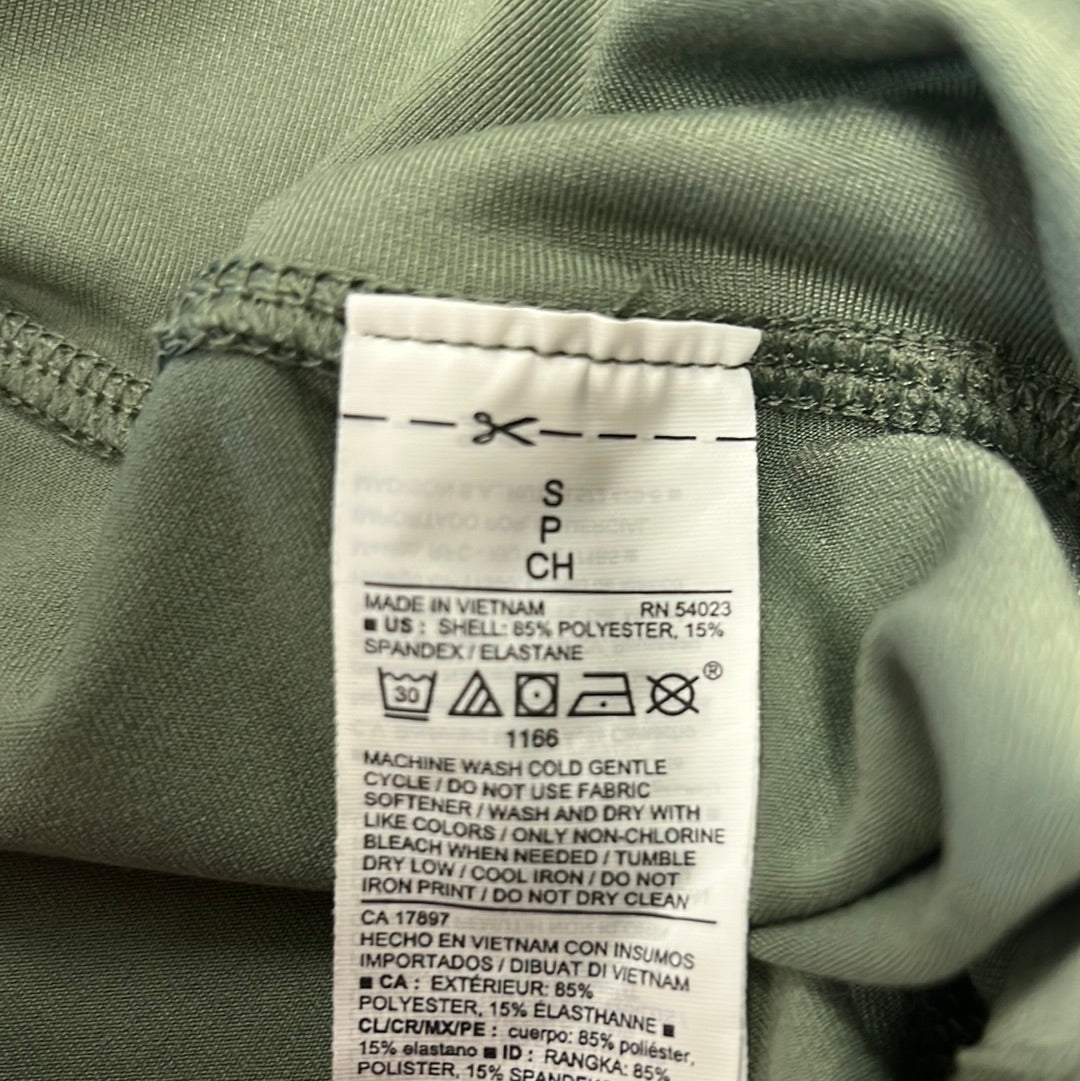 S
P
CH
MADE IN VIETNAM RN 54023
■ US : SHELL: 85% POLYESTER, 15%
SPANDEX / ELASTANE
30 ®
1166
MACHINE WASH COLD GENTLE
CYCLE / DO NOT USE FABRIC
SOFTENER / WASH AND DRY WITH
LIKE COLORS / ONLY NON-CHLORINE
BLEACH WHEN NEEDED / TUMBLE
DRY LOW / COOL IRON / DO NOT
IRON PRINT / DO NOT DRY CLEAN
CA 17897
HECHO EN VIETNAM CON INSUMOS
IMPORTADOS / DIBUAT DI VIETNAM
■ CA : EXTÉRIEUR: 85%
POLYESTER, 15% ÉLASTHANNE ■
CL/CR/MX/PE : cuerpo: 85% poliéster,
15% elastano ■ ID : RANGKA: 85%
POLISTER, 15% SPANDEK